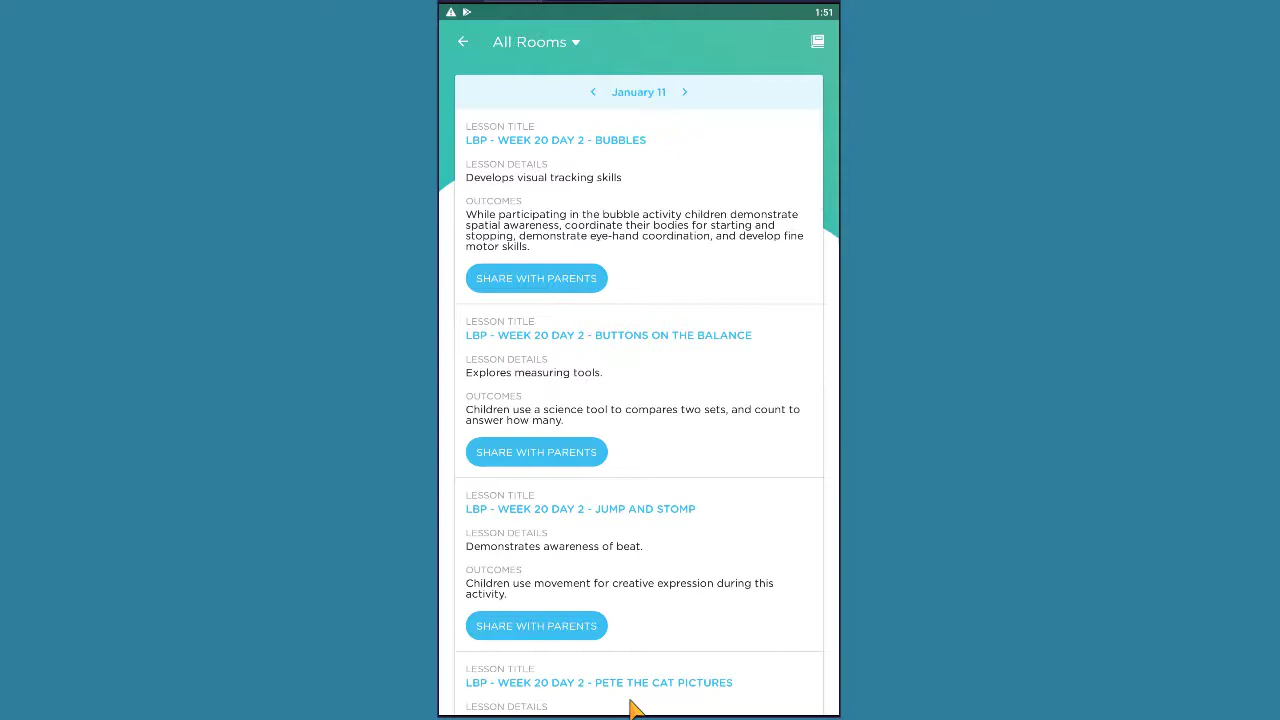 1:51
All Rooms
January 11
LESSON TITLE
LBP - WEEK 20 DAY 2 - BUBBLES
LESSON DETAILS
Develops visual tracking skills
OUTCOMES
While participating in the bubble activity children demonstrate
spatial awareness, coordinate their bodies for starting and
stopping, demonstrate eye-hand coordination, and develop fine
motor skills.
SHARE WITH PARENTS
LESSON TITLE
LBP - WEEK 20 DAY 2 - BUTTONS ON THE BALANCE
LESSON DETAILS
Explores measuring tools.
OUTCOMES
Children use a science tool to compares two sets, and count to
answer how many.
SHARE WITH PARENTS
LESSON TITLE
LBP - WEEK 20 DAY 2 - JUMP AND STOMP
LESSON DETAILS
Demonstrates awareness of beat.
OUTCOMES
Children use movement for creative expression during this
activity.
SHARE WITH PARENTS
LESSON TITLE
LBP - WEEK 20 DAY 2 - PETE THE CAT PICTURES
LESSON DETAILS